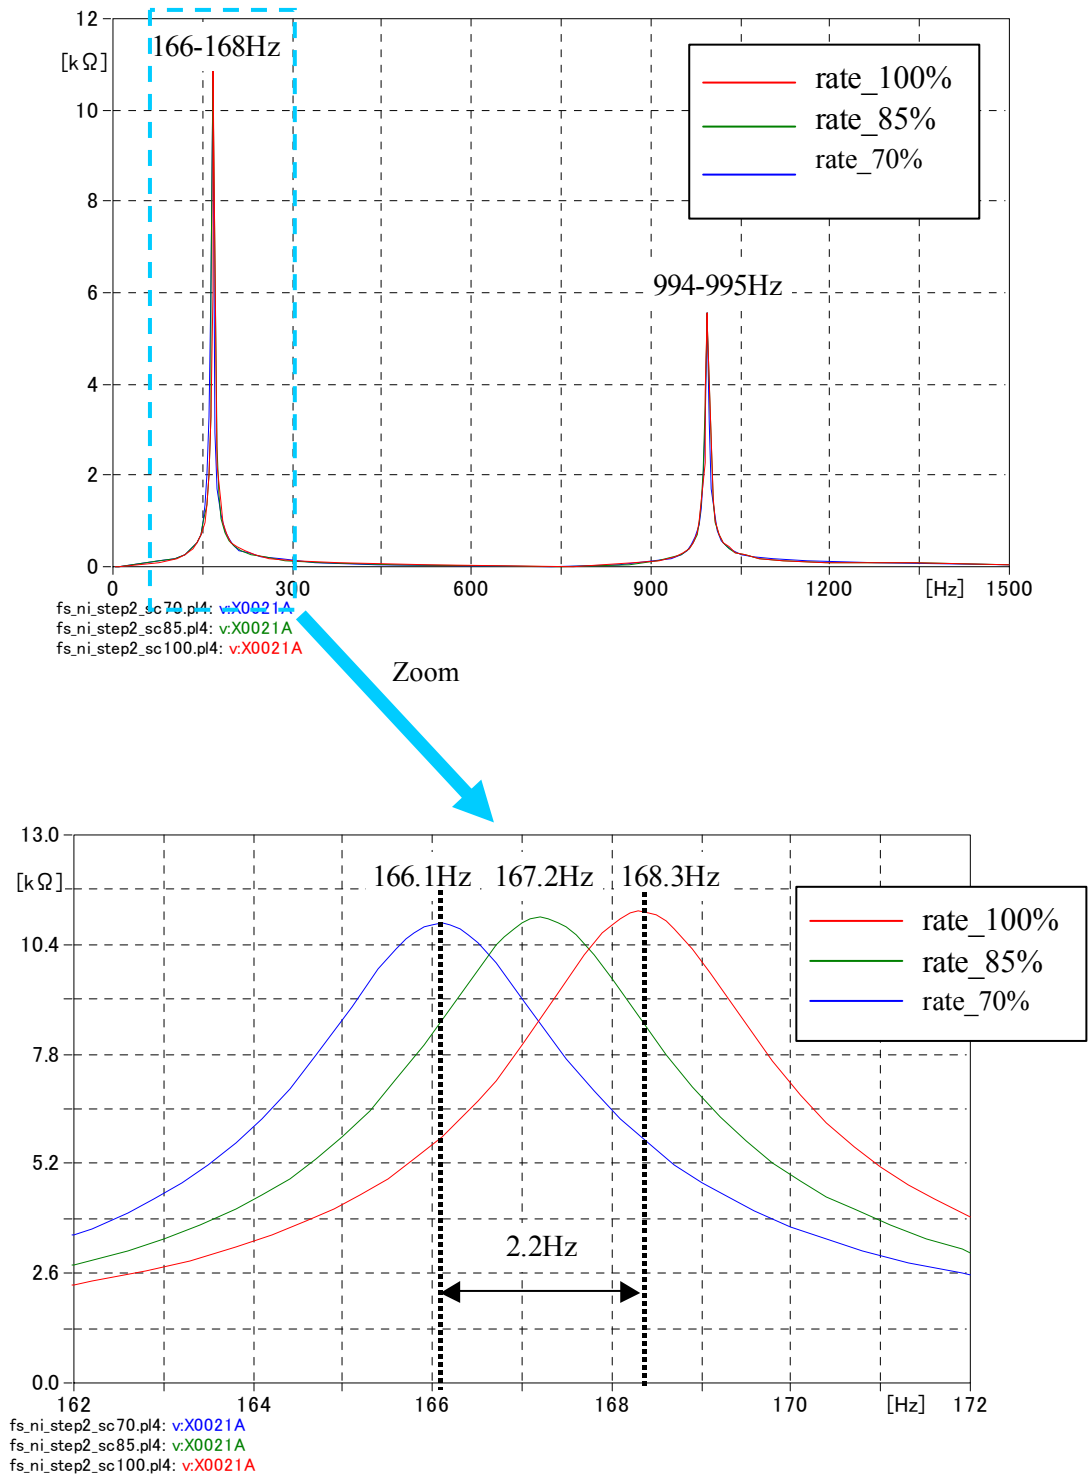 12
[kΩ]
166-168Hz
10
8
6
4
2
0
rate_100%
rate_85%
rate_70%
994-995Hz
0 300 600 900 1200 [Hz] 1500
fs_ni_step2_sc70.pl4: v:X0021A
fs_ni_step2_sc85.pl4: v:X0021A
fs_ni_step2_sc100.pl4: v:X0021A
Zoom
13.0
[kΩ]
10.4
7.8
5.2
2.6
0.0
166.1Hz 167.2Hz 168.3Hz
rate_100%
rate_85%
rate_70%
2.2Hz
162 164 166 168 170 [Hz] 172
fs_ni_step2_sc70.pl4: v:X0021A
fs_ni_step2_sc85.pl4: v:X0021A
fs_ni_step2_sc100.pl4: v:X0021A